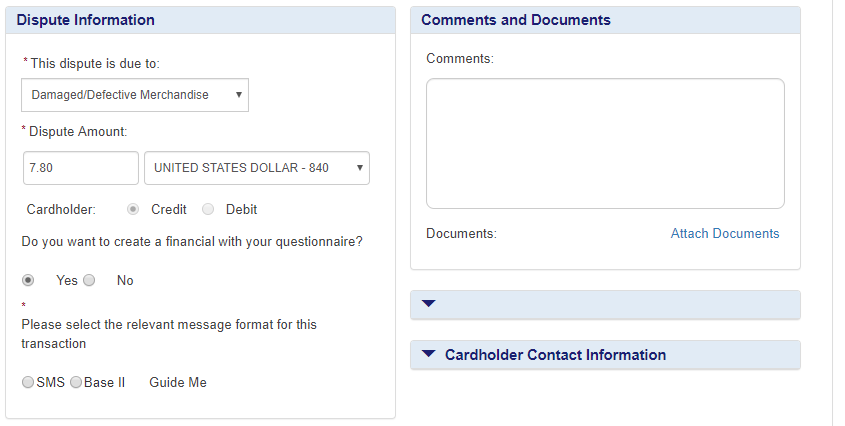 Dispute Information
* This dispute is due to:
Damaged/Defective Merchandise
* Dispute Amount:
7.80 UNITED STATES DOLLAR - 840
Cardholder: Credit Debit
Do you want to create a financial with your questionnaire?
Yes No
*
Please select the relevant message format for this
transaction
SMS Base II Guide Me
Comments and Documents
Comments:
Documents: Attach Documents
Cardholder Contact Information